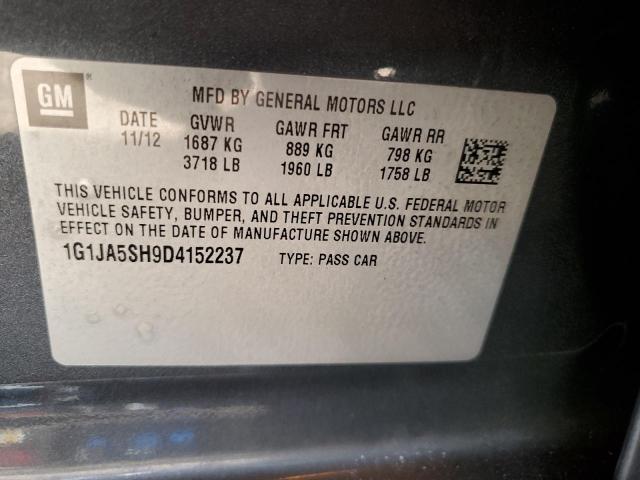 GM ®
MFD BY GENERAL MOTORS LLC
DATE GVWR GAWR FRT GAWR RR
11/12 1687 KG 889 KG 798 KG
3718 LB 1960 LB 1758 LB
THIS VEHICLE CONFORMS TO ALL APPLICABLE U.S. FEDERAL MOTOR
VEHICLE SAFETY, BUMPER, AND THEFT PREVENTION STANDARDS IN
EFFECT ON THE DATE OF MANUFACTURE SHOWN ABOVE.
1G1JA5SH9D4152237 TYPE: PASS CAR